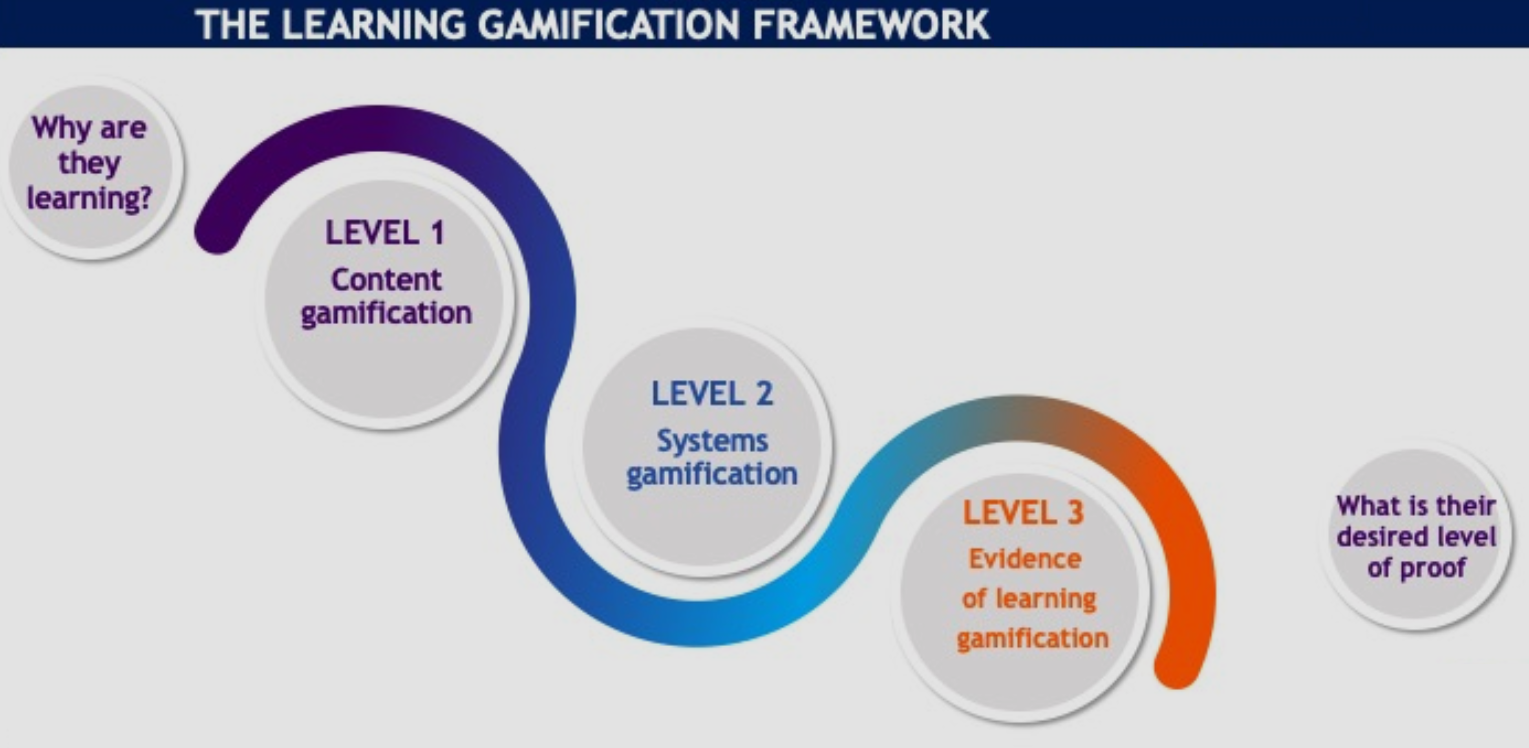 THE LEARNING GAMIFICATION FRAMEWORK
Why are
they
learning?
LEVEL 1
Content
gamification
LEVEL 2
Systems
gamification
LEVEL 3
Evidence
of learning
gamification
What is their
desired level
of proof